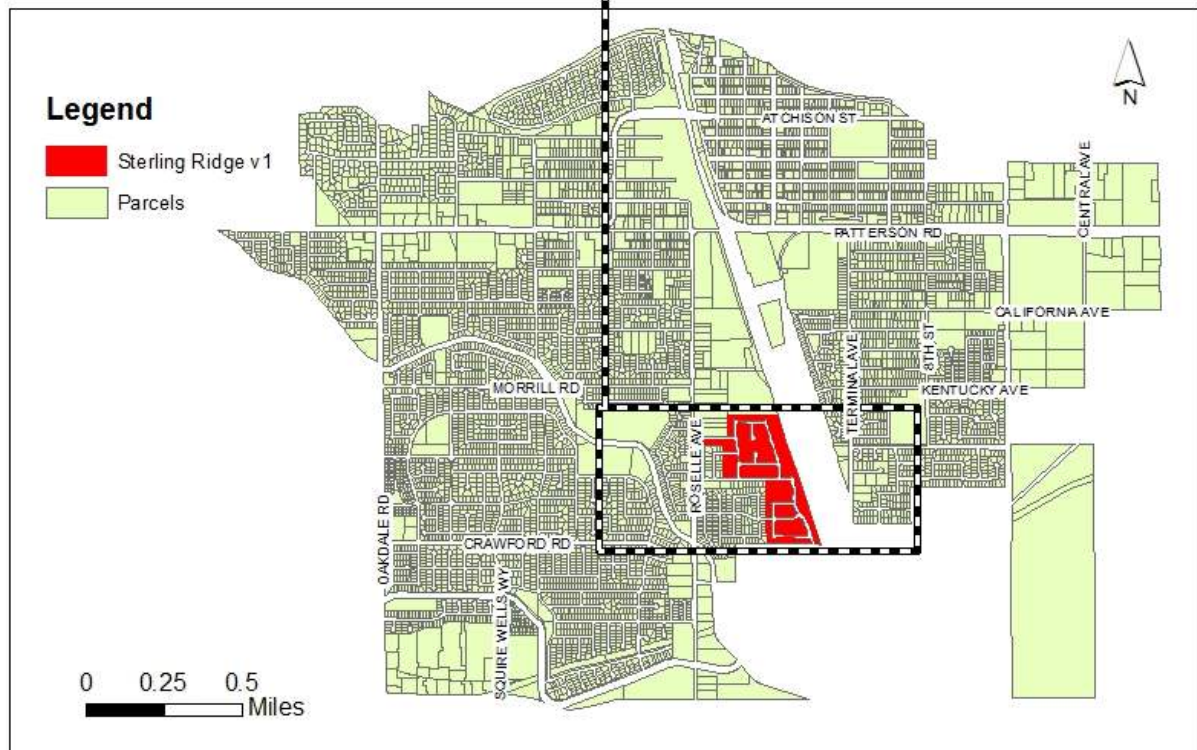 Legend
Sterling Ridge v1
Parcels
N
ATCHISON ST
CENTRAL AVE
PATTERSON RD
CALIFORNIA AVE
TERMINAL AVE
8TH ST
MORRILL RD
KENTUCKY AVE
ROSELLE AVE
OAKDALE RD
CRAWFORD RD
SQUIRE WELLS WY
0 0.25 0.5
Miles